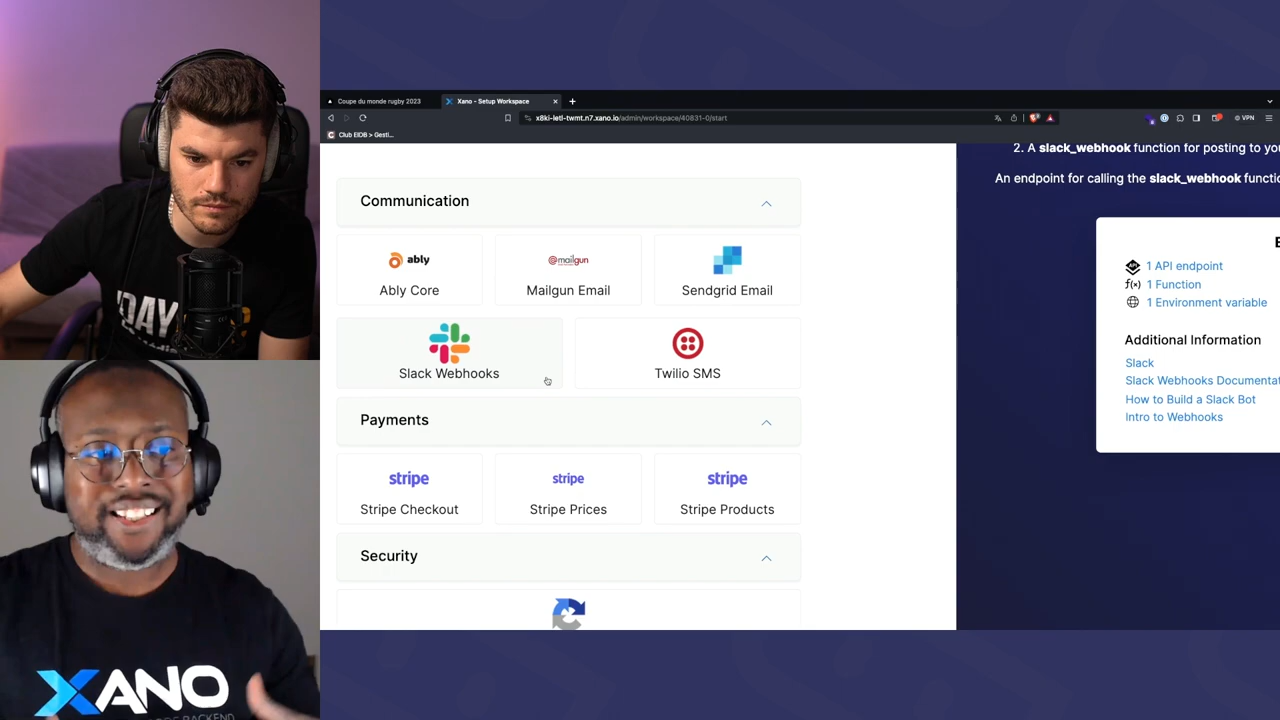 Coupe du monde rugby 2023
Xano - Setup Workspace
x8ki-letl-twmt.n7.xano.io/admin/workspace/40831-0/start
VPN
Club EIDB > Gesti...
2. A slack_webhook function for posting to you
An endpoint for calling the slack_webhook functio
Communication
ably
Ably Core
@mailgun
Mailgun Email
Sendgrid Email
Slack Webhooks
Twilio SMS
Payments
stripe
Stripe Checkout
stripe
Stripe Prices
stripe
Stripe Products
Security
1 API endpoint
f(x) 1 Function
1 Environment variable
Additional Information
Slack
Slack Webhooks Documentat
How to Build a Slack Bot
Intro to Webhooks
DAY
XANO